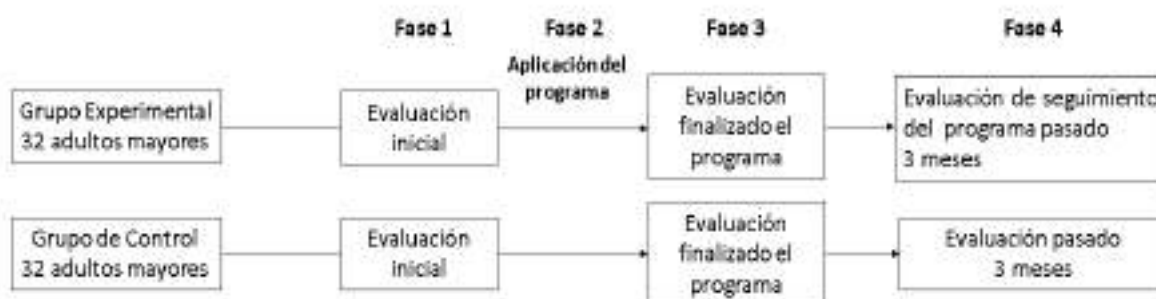 Fase 1
Fase 2
Fase 3
Fase 4
Aplicación del
programa
Grupo Experimental
32 adultos mayores
Evaluación
inicial
Evaluación
finalizado el
programa
Evaluación de seguimiento
del programa pasado
3 meses
Grupo de Control
32 adultos mayores
Evaluación
inicial
Evaluación
finalizado el
programa
Evaluación pasado
3 meses